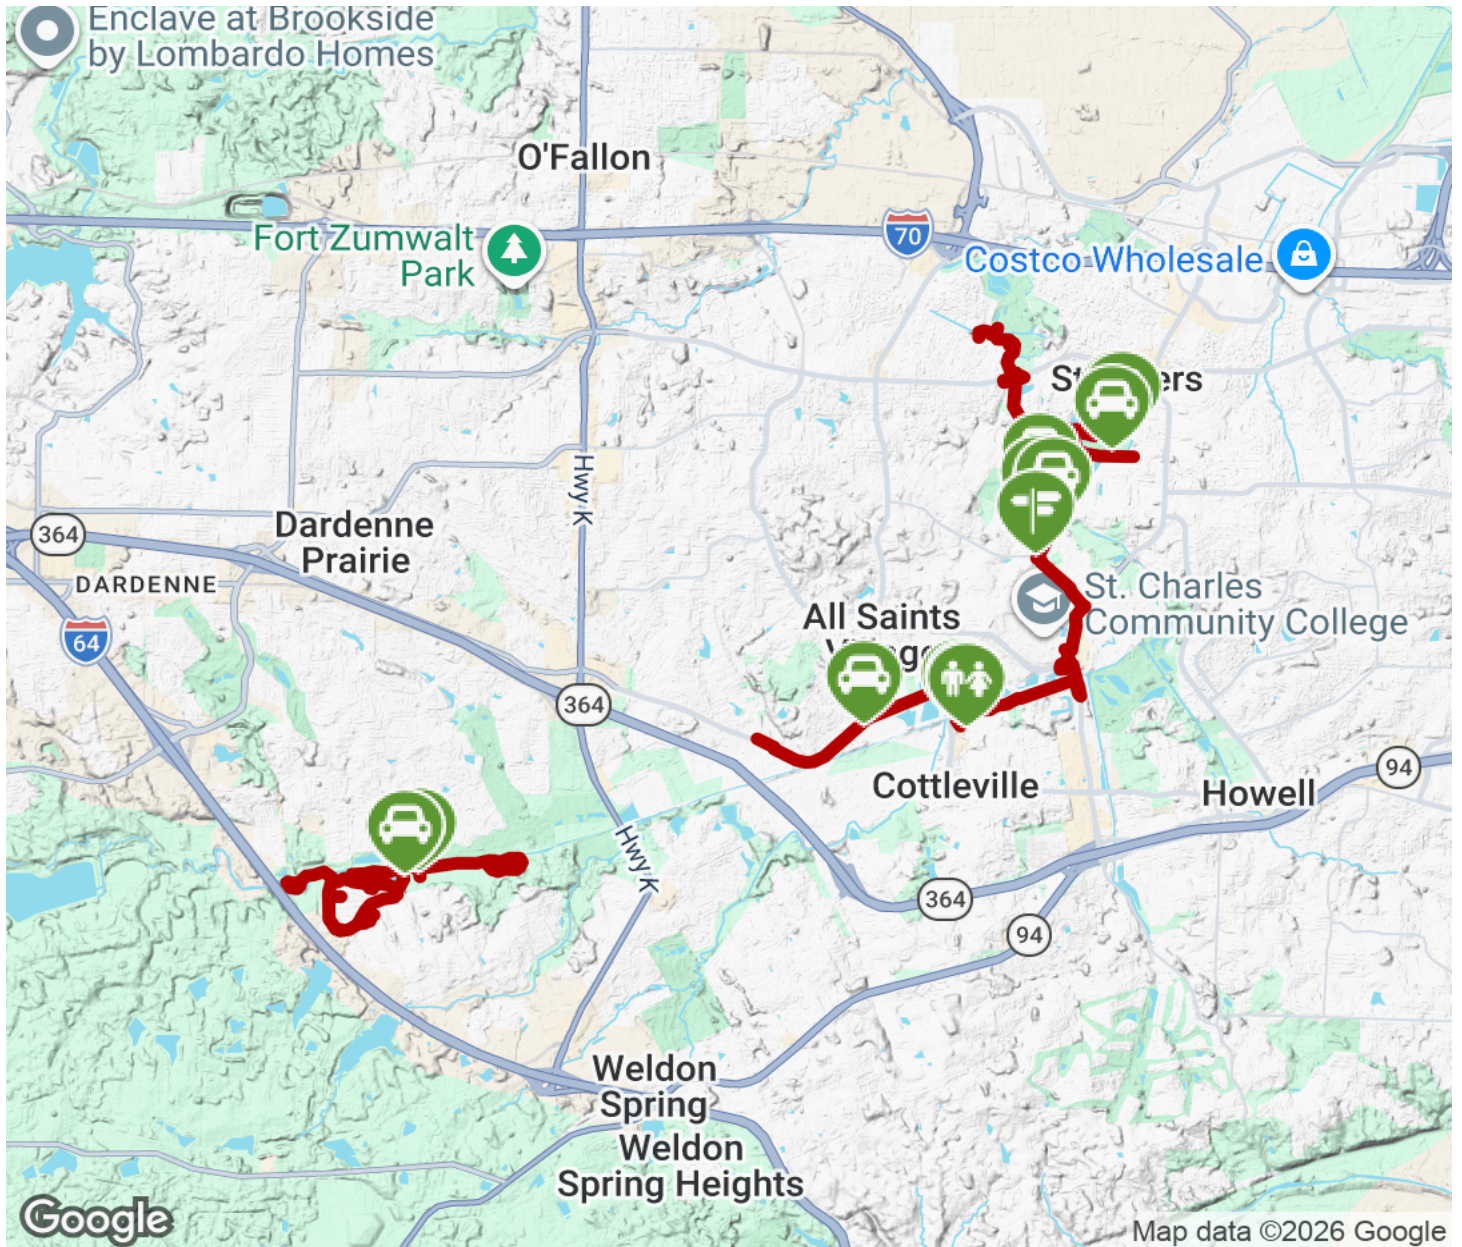 Enclave at Brookside
by Lombardo Homes
O'Fallon
Fort Zumwalt
Park
70
Costco Wholesale
Hwy K
364
Dardenne
Prairie
DARDENNE
64
St. Charles
Community College
All Saints
364
Cottleville
Howell
94
Hwy K
364
94
Weldon
Spring
Weldon
Spring Heights
Google
Map data ©2026 Google